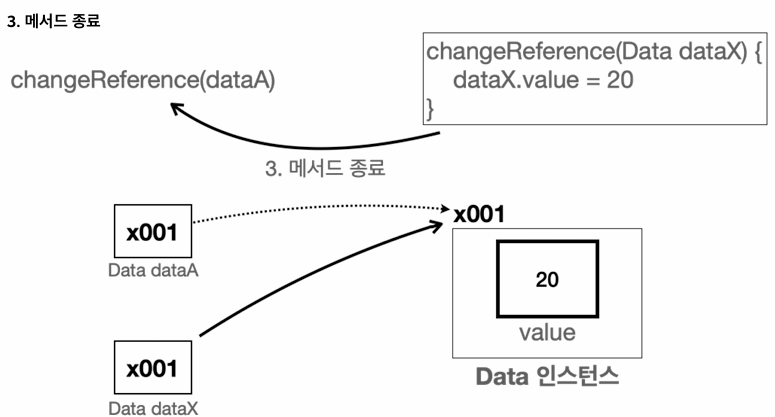 3. 메서드 종료
changeReference(dataA)
changeReference(Data dataX) {
dataX.value = 20
}
3. 메서드 종료
x001
Data dataA
x001
20
value
Data 인스턴스
x001
Data dataX